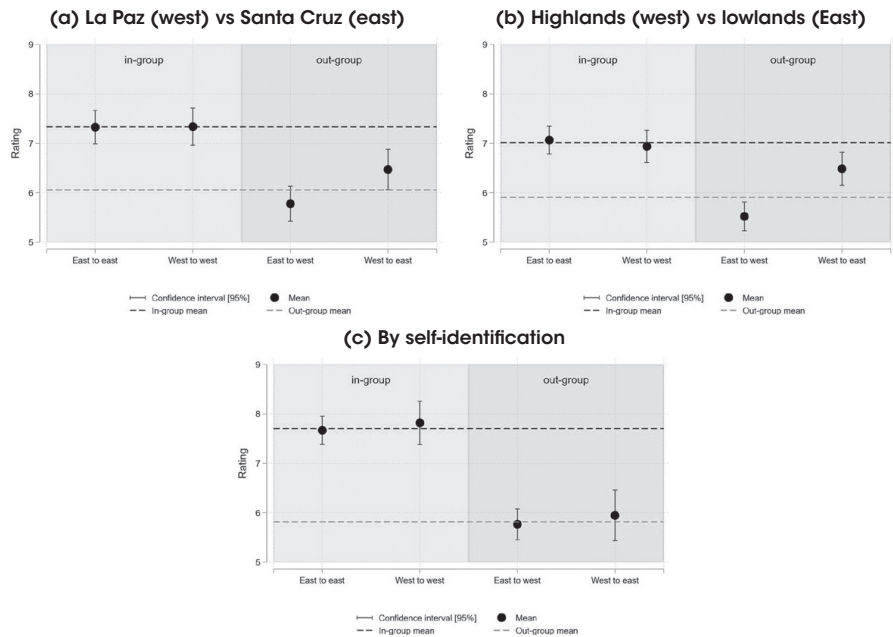 (a) La Paz (west) vs Santa Cruz (east)
9
8
7
6
5
Rating
in-group
out-group
East to east
West to west
East to west
West to east
Confidence interval [95%]
Mean
In-group mean
Out-group mean
(b) Highlands (west) vs lowlands (East)
9
8
7
6
5
Rating
in-group
out-group
East to east
West to west
East to west
West to east
Confidence interval [95%]
Mean
In-group mean
Out-group mean
(c) By self-identification
9
8
7
6
5
Rating
in-group
out-group
East to east
West to west
East to west
West to east
Confidence interval [95%]
Mean
In-group mean
Out-group mean